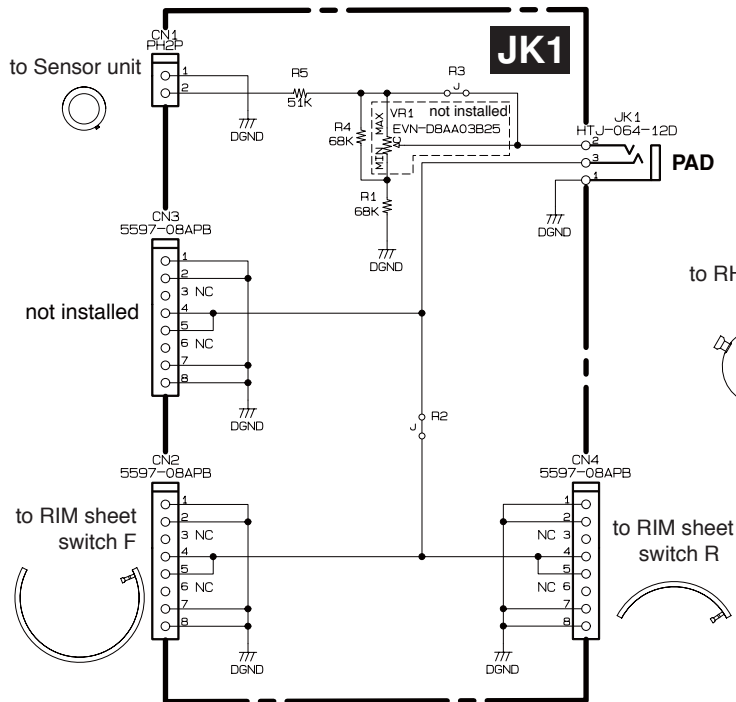 CN1
PH2P
to Sensor unit
1
2
DGND
R5
51K
R4
68K
R3
J
JK1
MAX
MIN
C
VR1 not installed
EVN-D8AA03B25
R1
68K
DGND
JK1
HTJ-064-12D
2
3
1
PAD
DGND
CN3
5597-08APB
not installed
1
2
3 NC
4
5
6 NC
7
8
DGND
to RH
R2
J
CN2
5597-08APB
to RIM sheet
switch F
1
2
3 NC
4
5
6 NC
7
8
DGND
CN4
5597-08APB
to RIM sheet
switch R
1
2
NC 3
4
5
NC 6
7
8
DGND